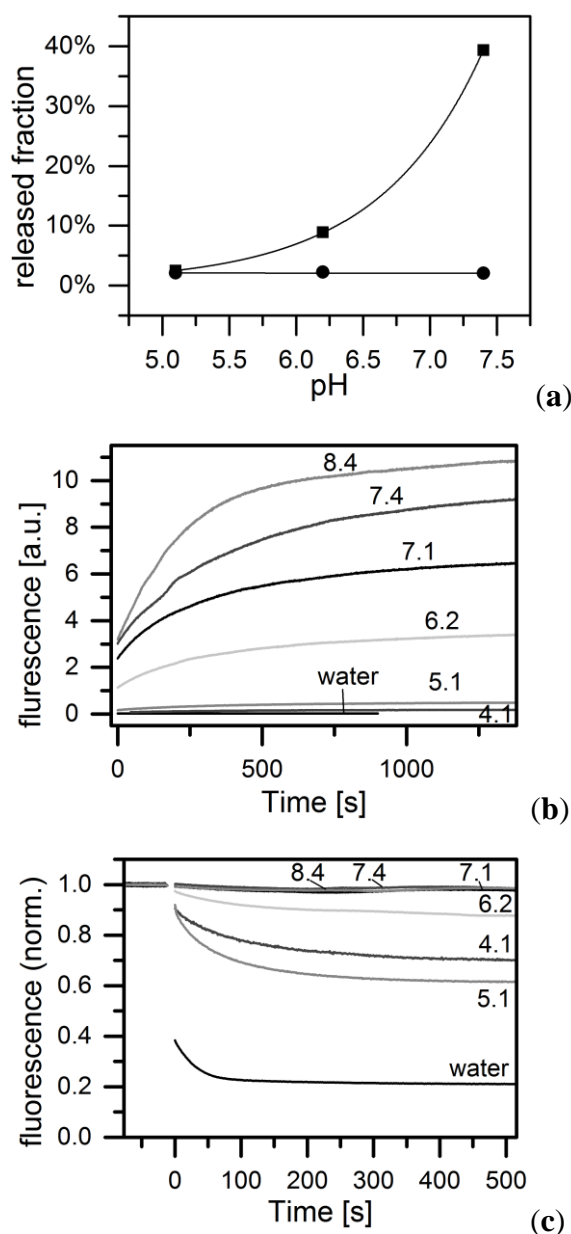 40%
30%
20%
10%
0%
released fraction
5.0 5.5 6.0 6.5 7.0 7.5
pH
(a)
10
8
6
4
2
0
flurescence [a.u.]
8.4
7.4
7.1
6.2
water
5.1
4.1
0 500 1000
Time [s]
(b)
1.0
0.8
0.6
0.4
0.2
0.0
fluorescence (norm.)
8.4 7.4 7.1
6.2
4.1
5.1
water
0 100 200 300 400 500
Time [s]
(c)